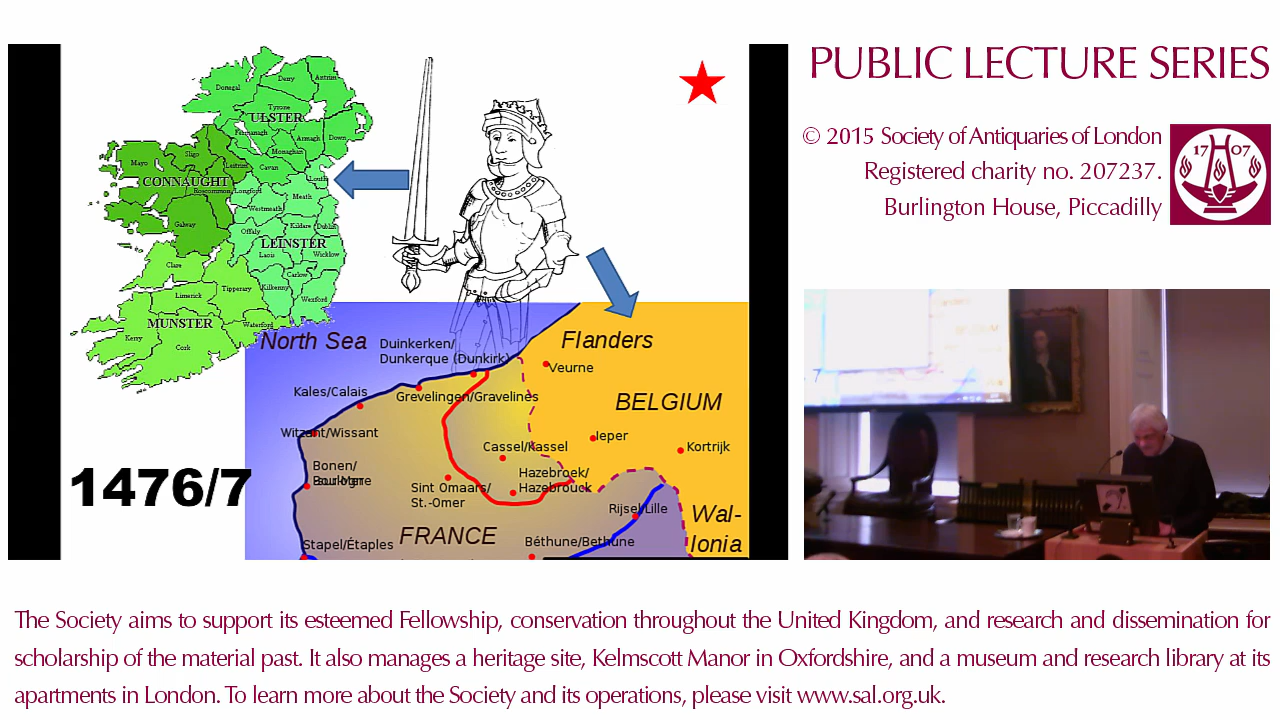 PUBLIC LECTURE SERIES
© 2015 Society of Antiquaries of London
Registered charity no. 207237.
Burlington House, Piccadilly
17 07
Donegal
Derry
Antrim
Tyrone
ULSTER
Fermanagh
Armagh
Down
Monaghan
Sligo
Leitrim
Cavan
Mayo
CONNAUGHT
Roscommon
Longford
Louth
Meath
Westmeath
Galway
Offaly
Kildare
Dublin
LEINSTER
Laois
Wicklow
Clare
Carlow
Tipperary
Kilkenny
Limerick
Wexford
MUNSTER
Waterford
Kerry
Cork
North Sea
Duinkerken/
Dunkerque (Dunkirk)
Flanders
Veurne
Kales/Calais
Grevelingen/Gravelines
BELGIUM
Witzant/Wissant
Cassel/Kassel
Ieper
Kortrijk
Bonen/
Hazebroek/
Hazebrouck
Sint Omaars/
St.-Omer
Rijsel/Lille
Wal-
lonia
FRANCE
Stapel/Étaples
Béthune/Bethune
1476/7
The Society aims to support its esteemed Fellowship, conservation throughout the United Kingdom, and research and dissemination for
scholarship of the material past. It also manages a heritage site, Kelmscott Manor in Oxfordshire, and a museum and research library at its
apartments in London. To learn more about the Society and its operations, please visit www.sal.org.uk.